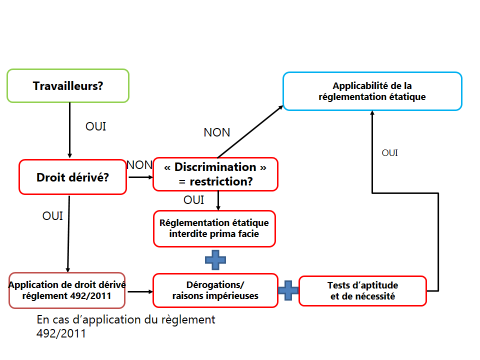 Travailleurs?
Applicabilité de la
réglementation étatique
OUI
NON
OUI
Droit dérivé?
NON
« Discrimination »
= restriction?
OUI
OUI
Réglementation étatique
interdite prima facie
Application de droit dérivé
réglement 492/2011
Dérogations/
raisons impérieuses
Tests d'aptitude
et de nécessité
En cas d'application du règlement
492/2011